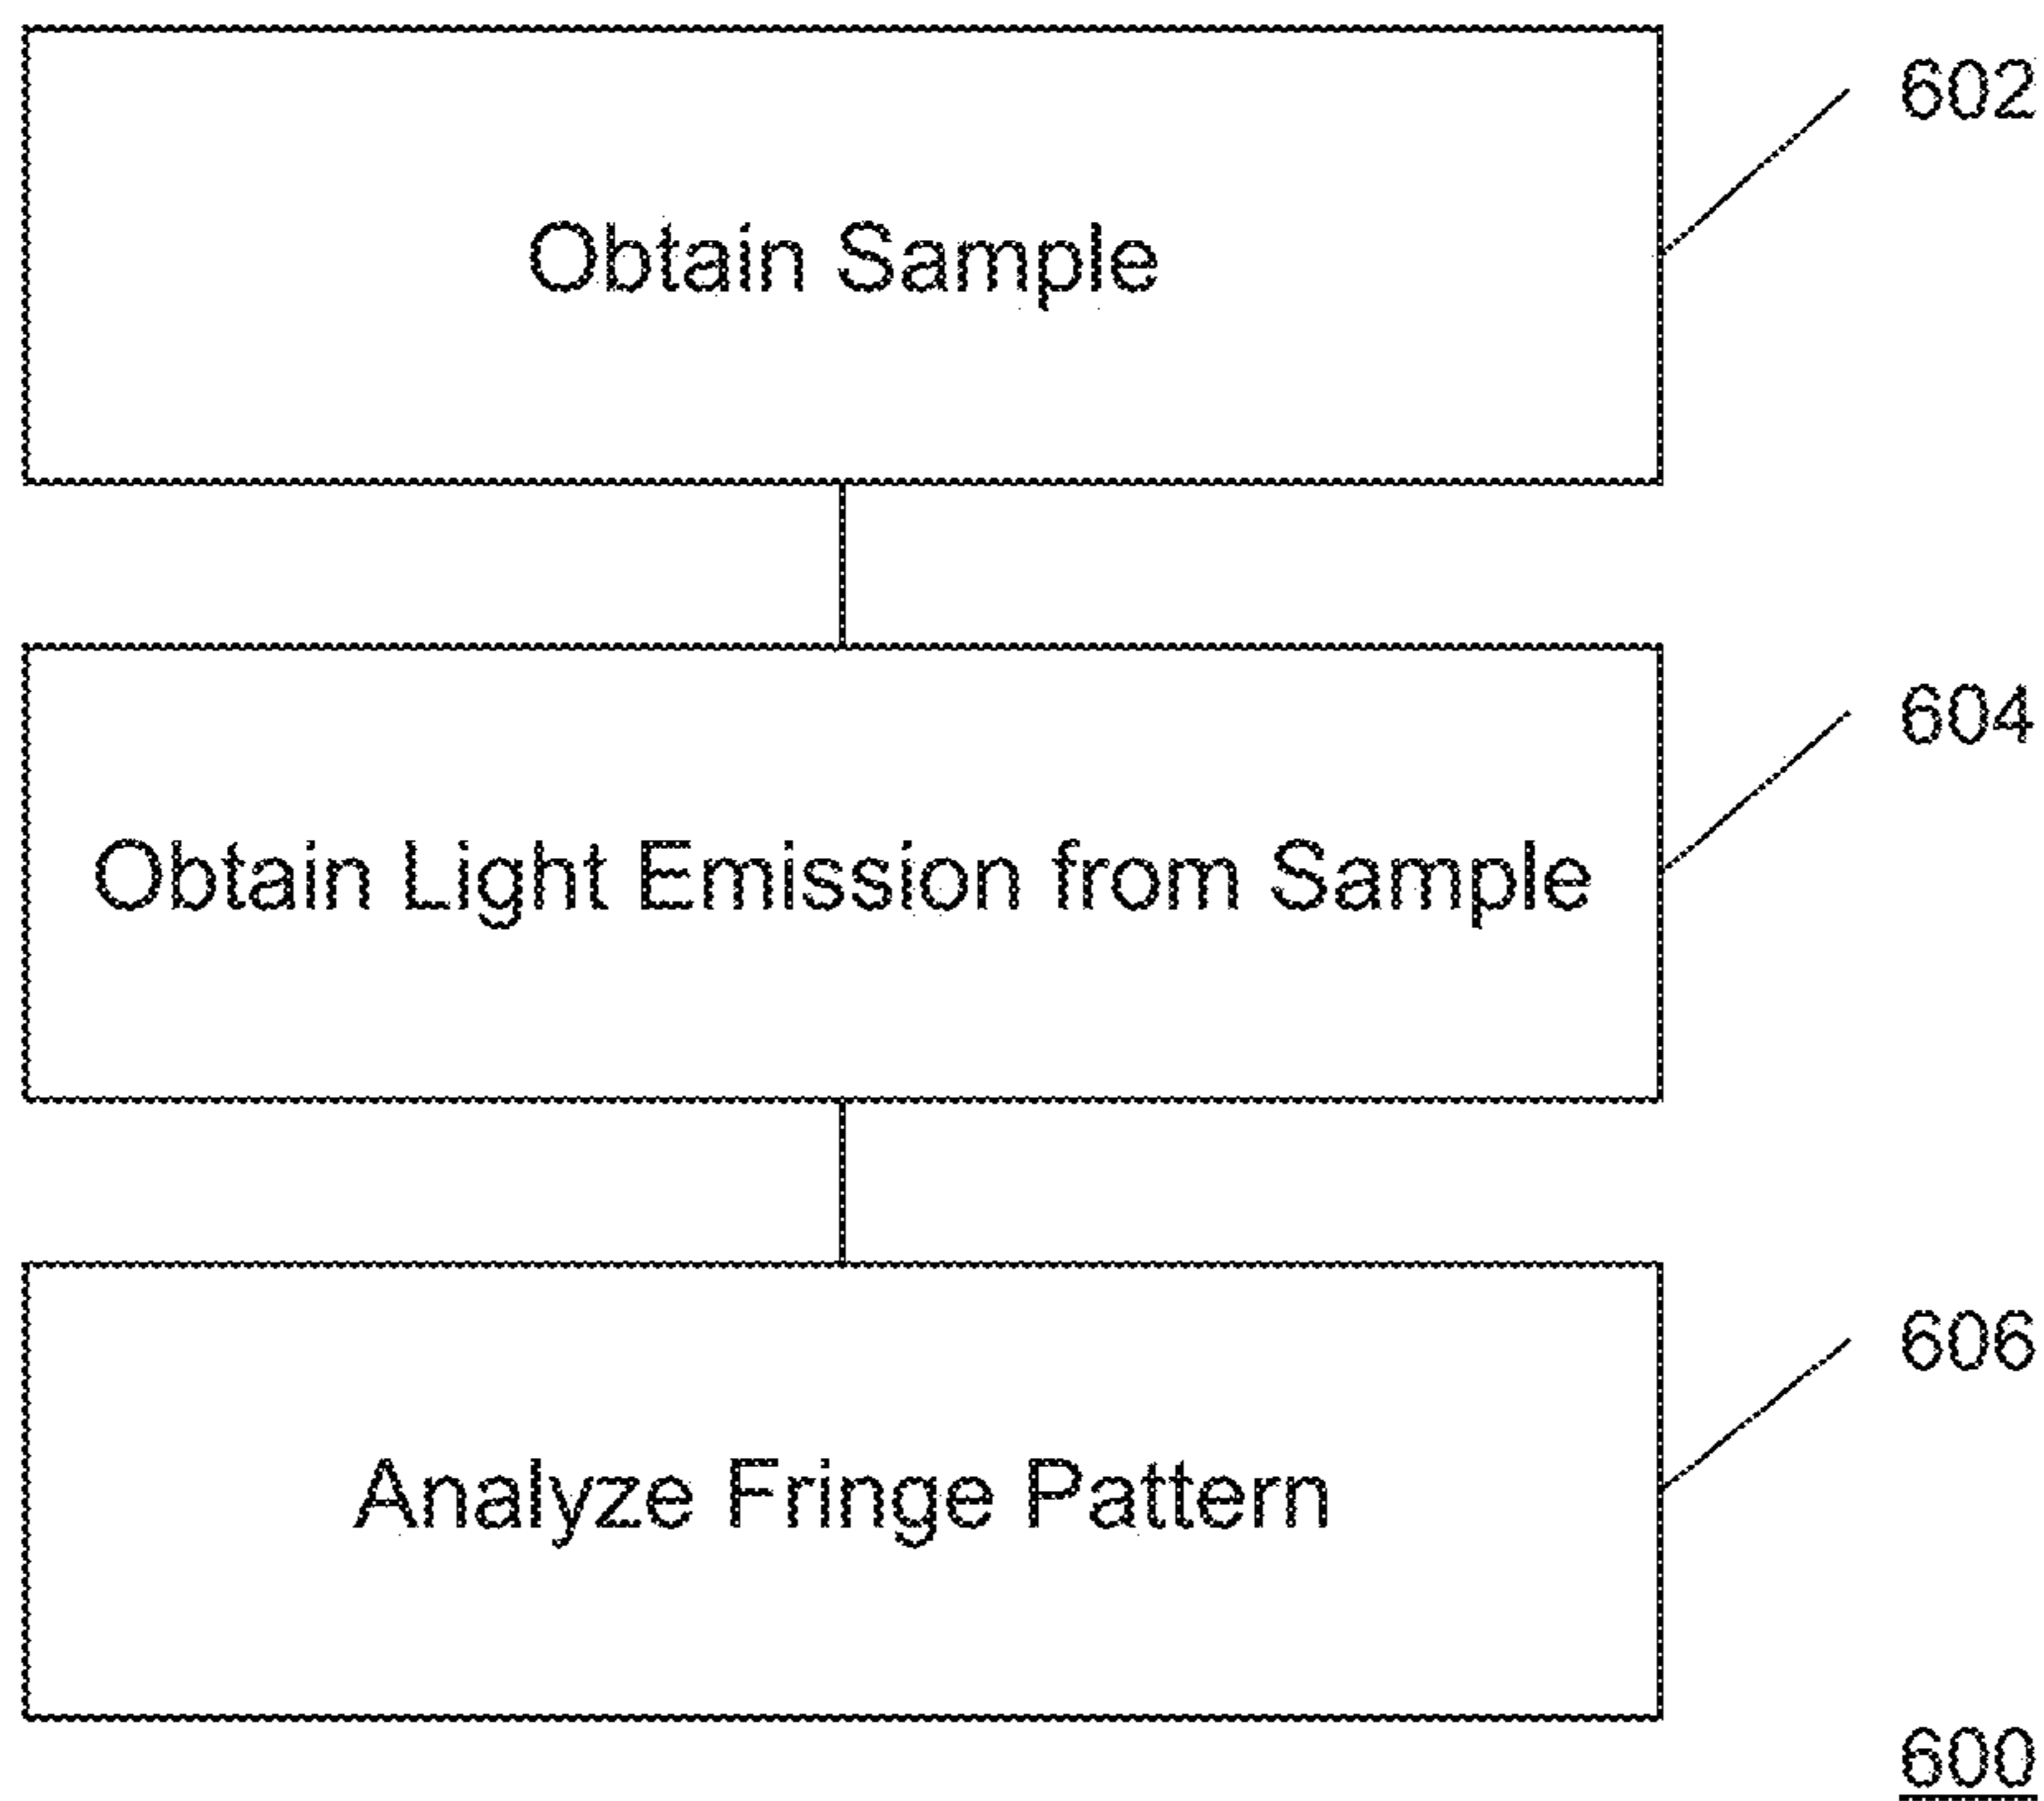 602
Obtain Sample
604
Obtain Light Emission from Sample
606
Analyze Fringe Pattern
600